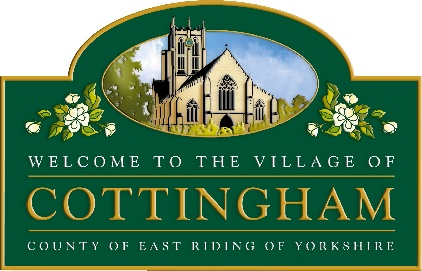 WELCOME TO THE VILLAGE OF
COTTINGHAM
COUNTY OF EAST RIDING OF YORKSHIRE